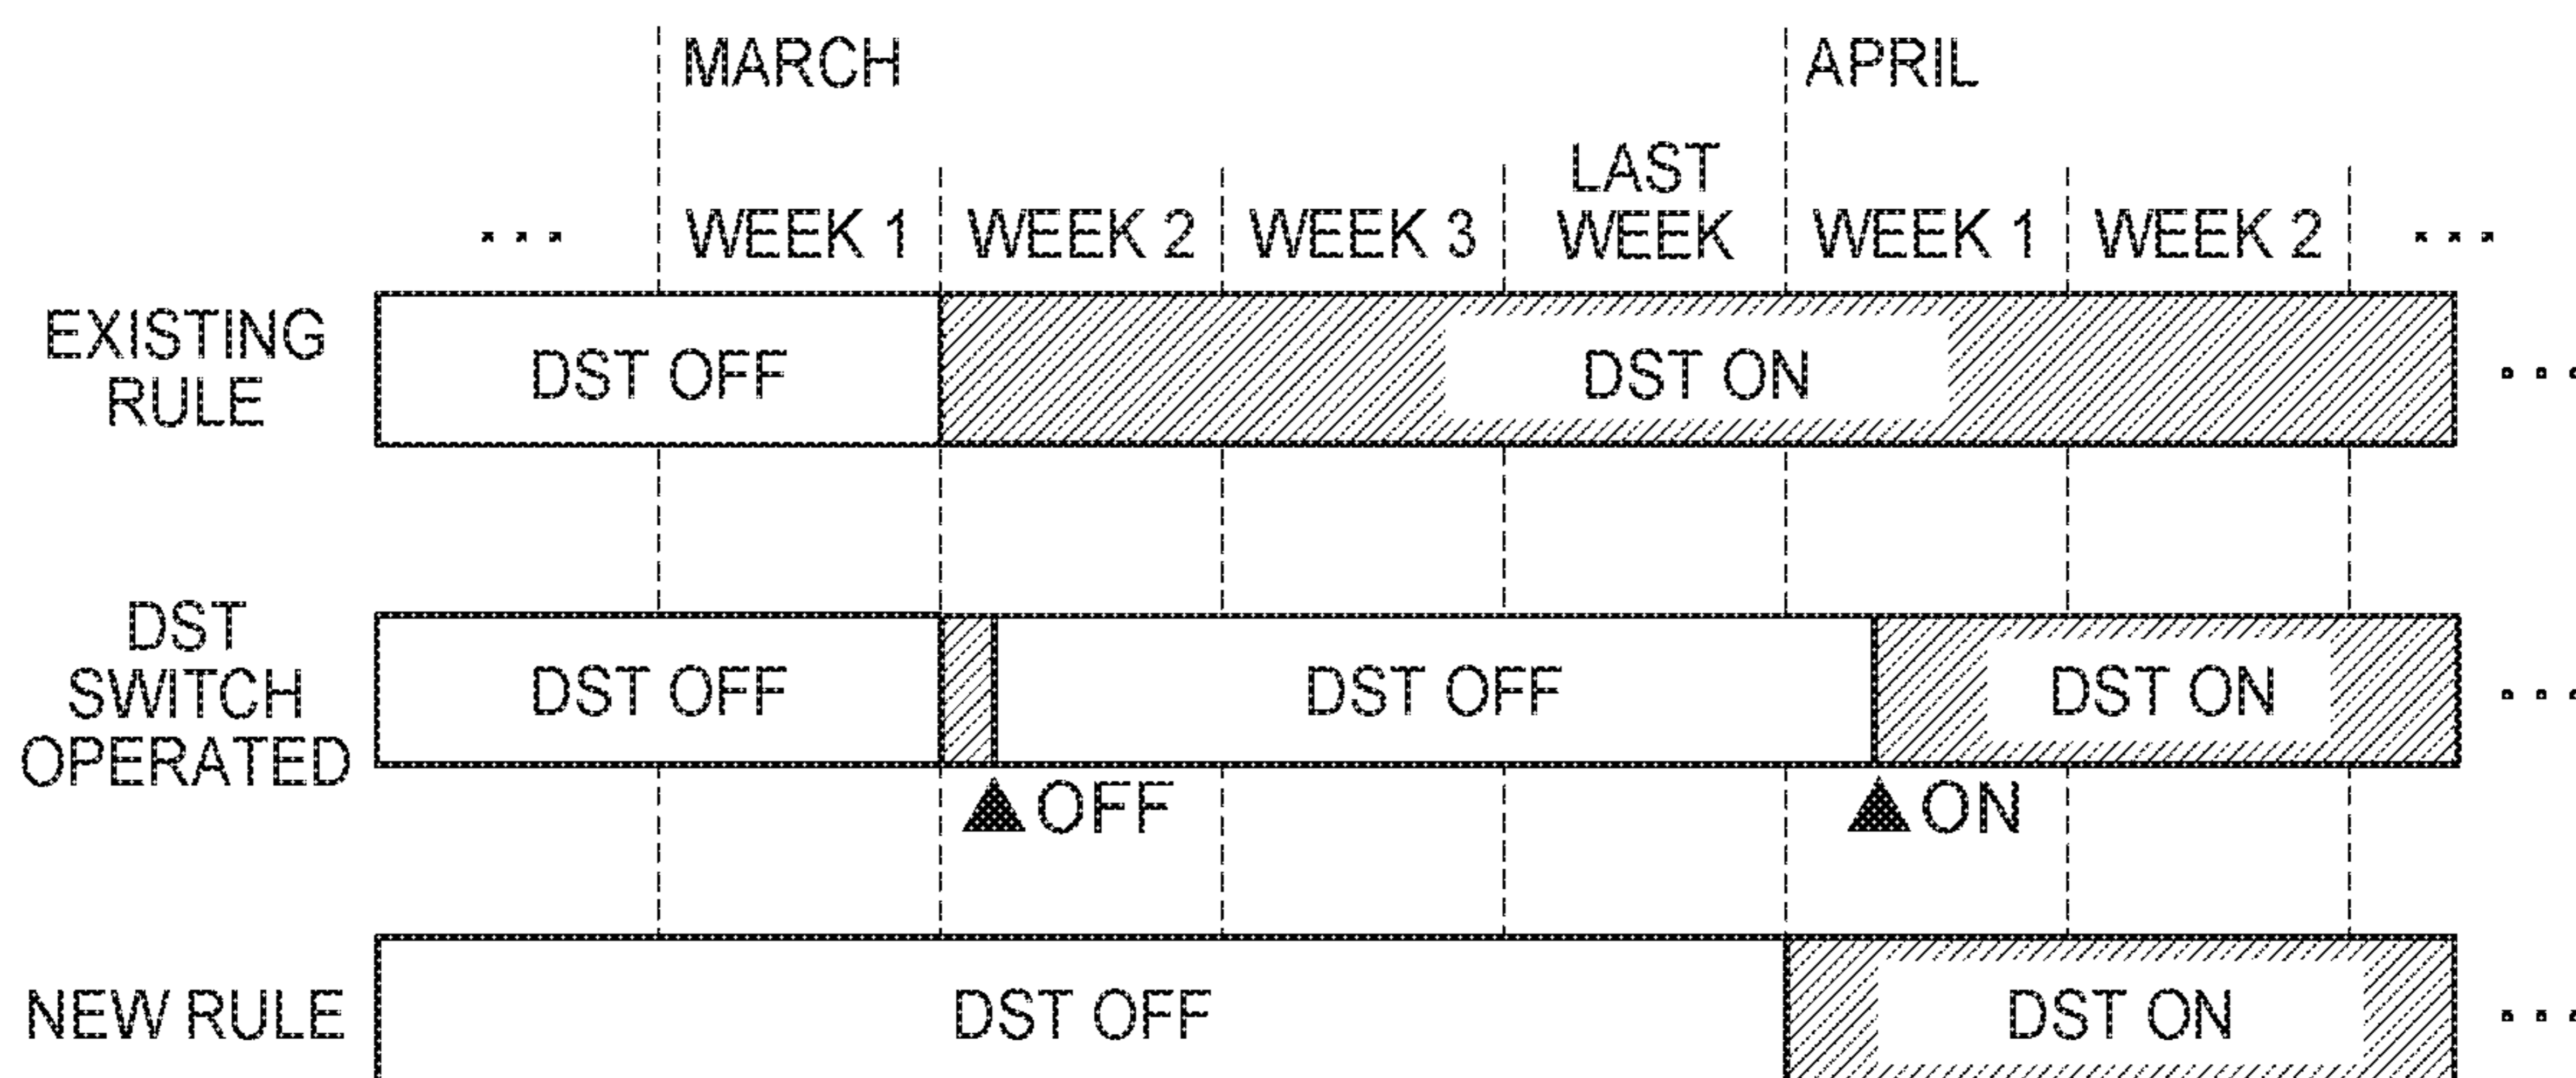 MARCH
APRIL
... WEEK 1 WEEK 2 WEEK 3 LAST WEEK WEEK 1 WEEK 2 ...
EXISTING
RULE
DST OFF
DST ON
...
DST
SWITCH
OPERATED
DST OFF
DST OFF
DST ON
...
▲OFF
▲ON
NEW RULE
DST OFF
DST ON
...